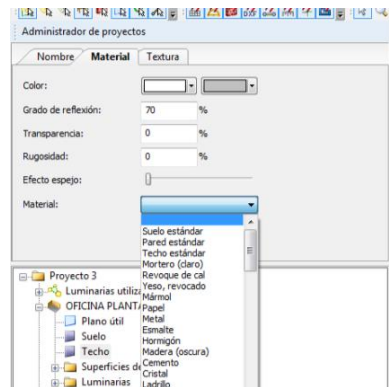 Administrador de proyectos
Nombre Material Textura
Color:
Grado de reflexión: 70 %
Transparencia: 0 %
Rugosidad: 0 %
Efecto espejo:
Material:
Suelo estándar
Pared estándar
Techo estándar
Mortero (claro)
Revoque de cal
Yeso, revocado
Mármol
Papel
Metal
Esmalte
Hormigón
Madera (oscura)
Cemento
Cristal
Ladrillo
Proyecto 3
Luminarias utiliza
OFICINA PLANTA
Plano útil
Suelo
Techo
Superficies de
Luminarias